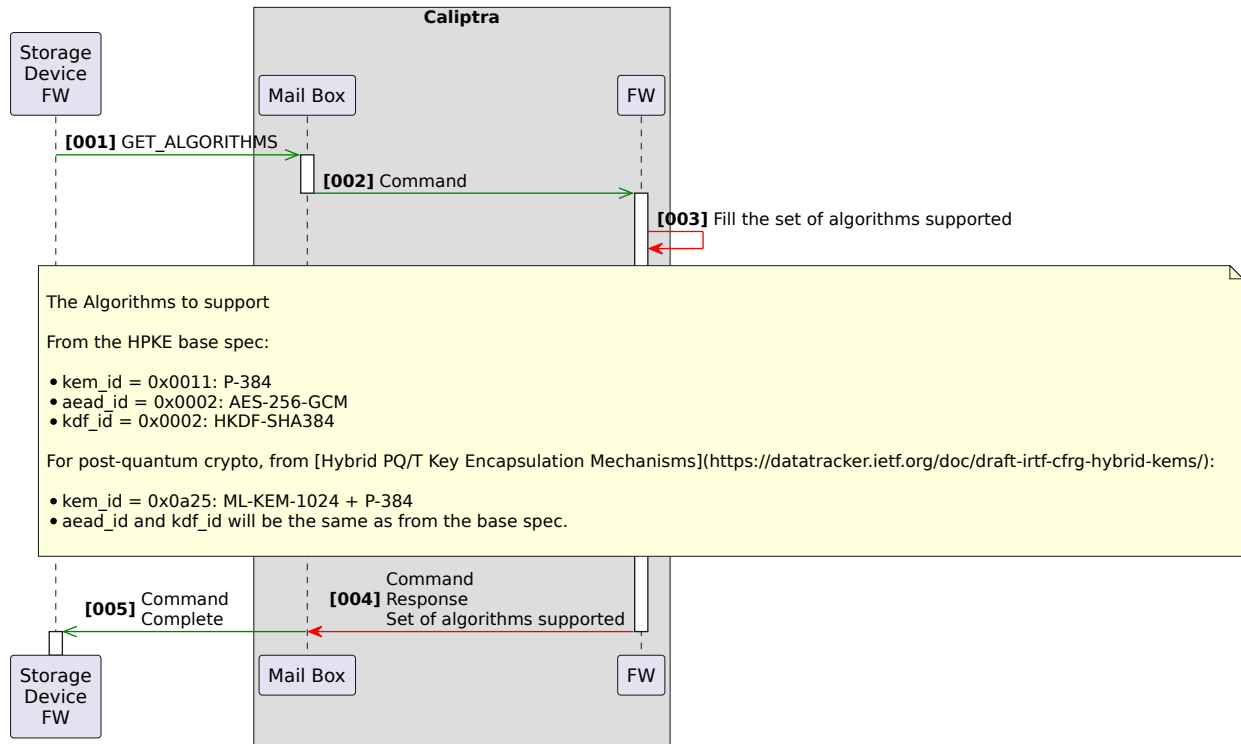 Caliptra
Storage
Device
FW
Mail Box
FW
[001] GET_ALGORITHMS
[002] Command
[003] Fill the set of algorithms supported
The Algorithms to support
From the HPKE base spec:
• kem_id = 0x0011: P-384
• aead_id = 0x0002: AES-256-GCM
• kdf_id = 0x0002: HKDF-SHA384
For post-quantum crypto, from [Hybrid PQ/T Key Encapsulation Mechanisms](https://datatracker.ietf.org/doc/draft-irtf-cfrg-hybrid-kems/):
• kem_id = 0x0a25: ML-KEM-1024 + P-384
• aead_id and kdf_id will be the same as from the base spec.
Command
[004] Response
Set of algorithms supported
[005] Command
Complete
Storage
Device
FW
Mail Box
FW